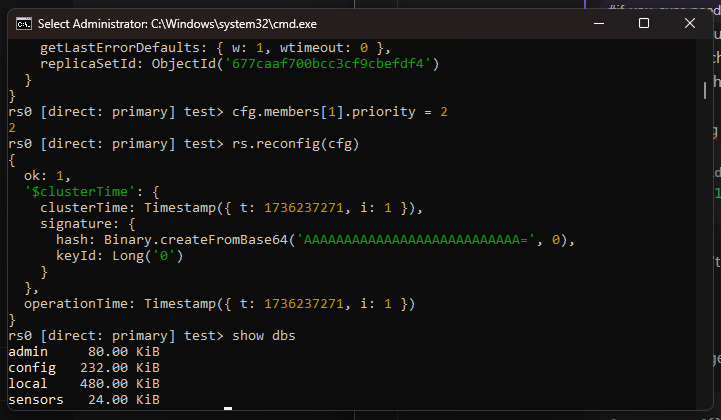 Select Administrator: C:\Windows\system32\cmd.exe
getLastErrorDefaults: { w: 1, wtimeout: 0 },
replicaSetId: ObjectId('677caaf700bcc3cf9cbefdf4')
}
}
rs0 [direct: primary] test> cfg.members[1].priority = 2
2
rs0 [direct: primary] test> rs.reconfig(cfg)
{
ok: 1,
'$clusterTime': {
clusterTime: Timestamp({ t: 1736237271, i: 1 }),
signature: {
hash: Binary.createFromBase64('AAAAAAAAAAAAAAAAAAAAAAAAAAA=', 0),
keyId: Long('0')
}
},
operationTime: Timestamp({ t: 1736237271, i: 1 })
}
rs0 [direct: primary] test> show dbs
admin 80.00 KiB
config 232.00 KiB
local 480.00 KiB
sensors 24.00 KiB